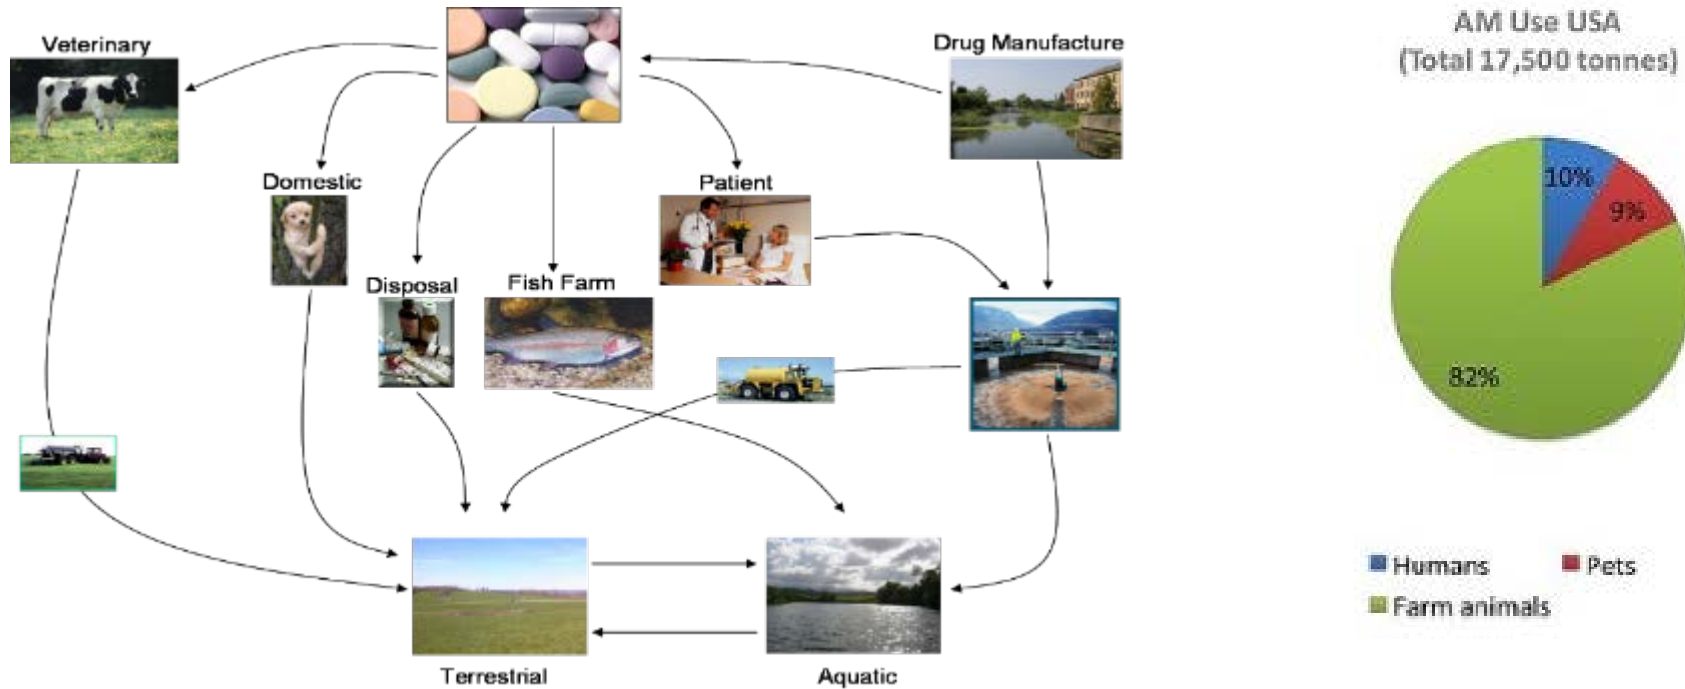 Veterinary
Drug Manufacture
Domestic
Patient
Disposal
Fish Farm
Terrestrial
Aquatic
AM Use USA
(Total 17,500 tonnes)
10%
9%
82%
Humans
Pets
Farm animals